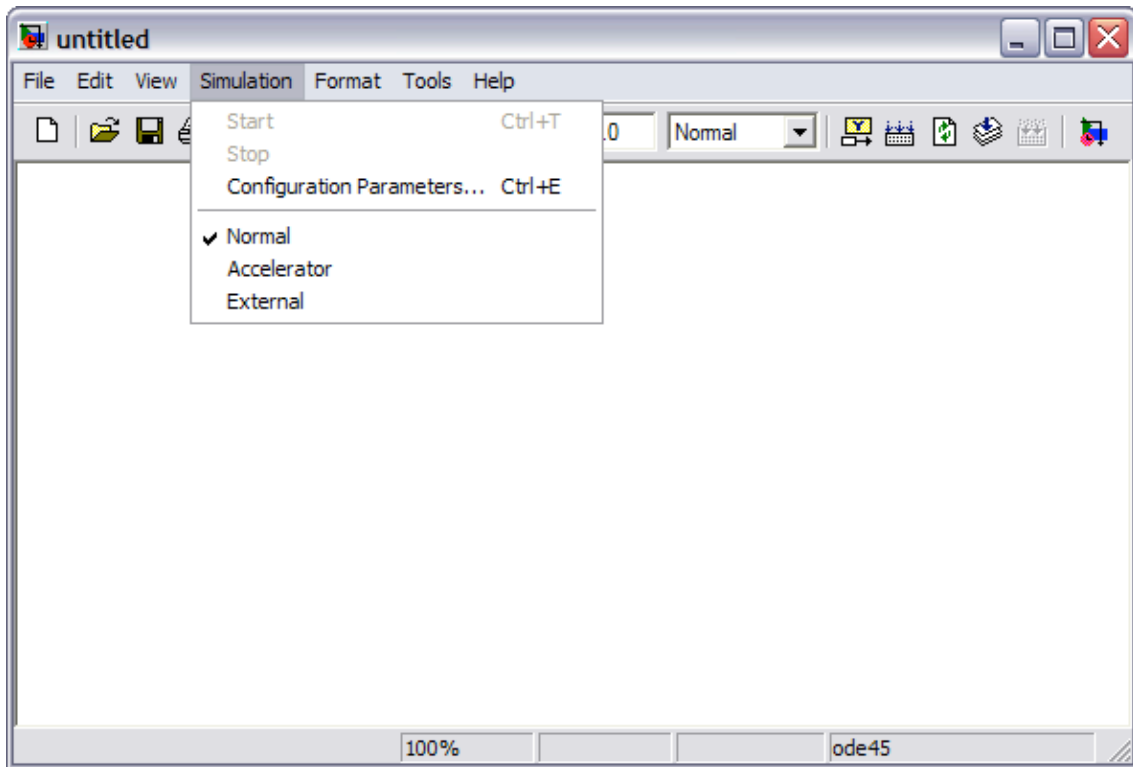 untitled
File Edit View Simulation Format Tools Help
Start Ctrl+T
Stop
Configuration Parameters... Ctrl+E
Normal
Accelerator
External
.0 Normal
100% ode45